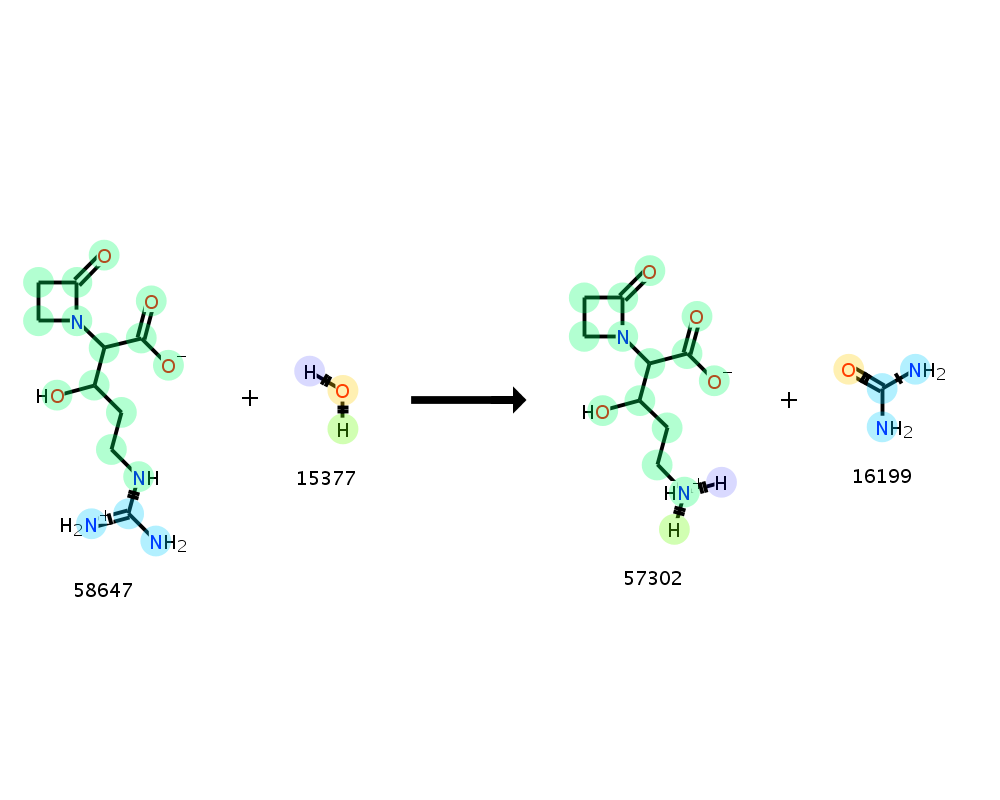 O
O
N
O⁻
HO
NH
H₂N⁺
NH₂
58647
+
H
O
H
15377
O
O
N
O⁻
HO
HN⁺ H
H
57302
+
O
NH₂
NH₂
16199